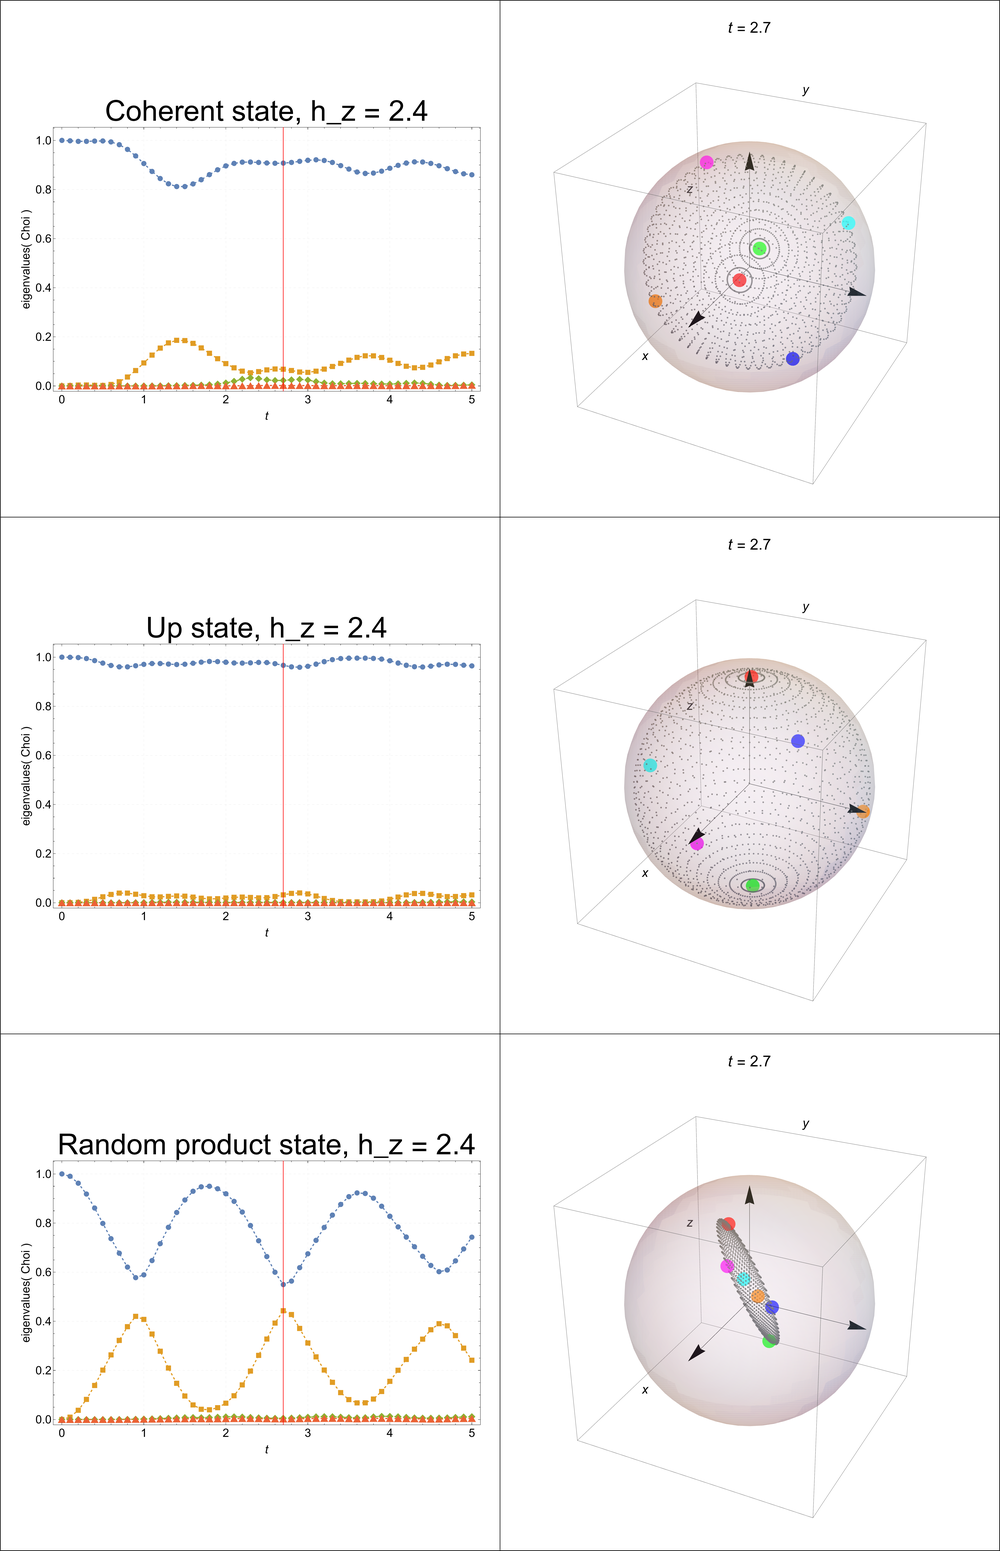 t = 2.7
y
Coherent state, h_z = 2.4
1.0
0.8
0.6
0.4
0.2
0.0
eigenvalues( Choi )
0 1 2 3 4 5
t
z
x
t = 2.7
y
Up state, h_z = 2.4
1.0
0.8
0.6
0.4
0.2
0.0
eigenvalues( Choi )
0 1 2 3 4 5
t
z
x
t = 2.7
y
Random product state, h_z = 2.4
1.0
0.8
0.6
0.4
0.2
0.0
eigenvalues( Choi )
0 1 2 3 4 5
t
z
x